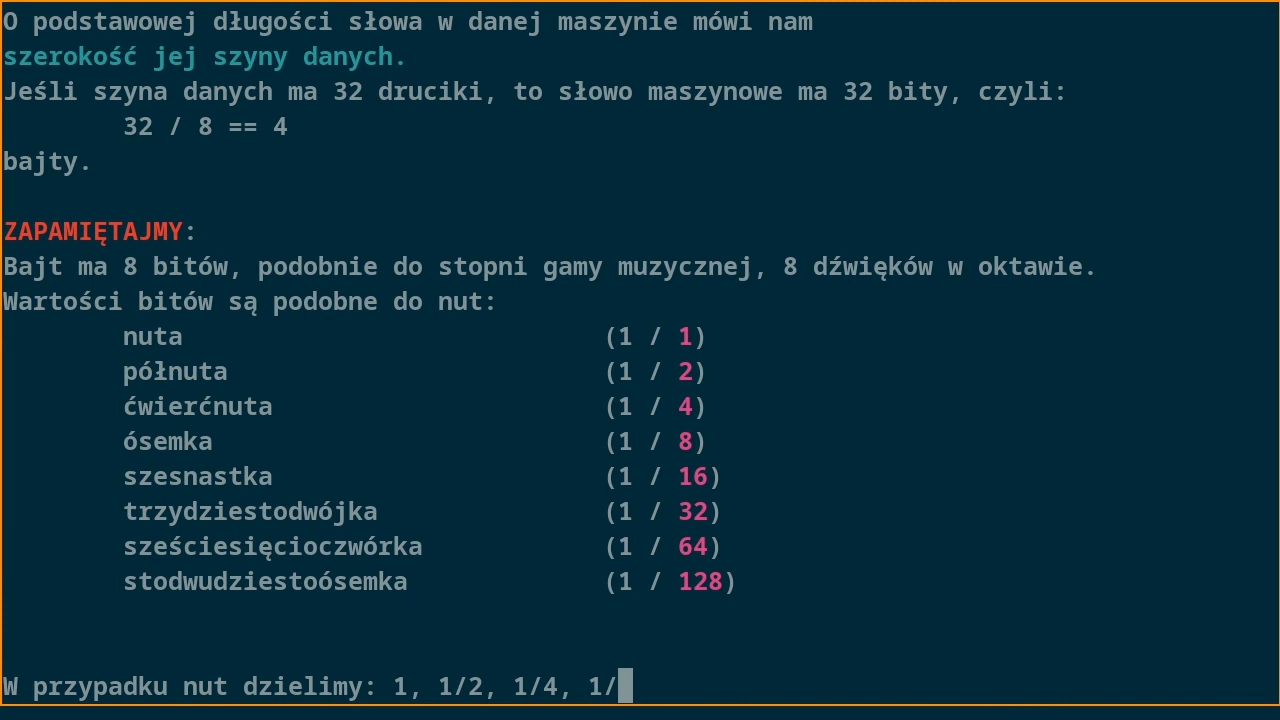 O podstawowej długości słowa w danej maszynie mówi nam
szerokość jej szyny danych.
Jeśli szyna danych ma 32 druciki, to słowo maszynowe ma 32 bity, czyli:
32 / 8 == 4
bajty.
ZAPAMIĘTAJMY:
Bajt ma 8 bitów, podobnie do stopni gamy muzycznej, 8 dźwięków w oktawie.
Wartości bitów są podobne do nut:
nuta (1 / 1)
półnuta (1 / 2)
ćwierćnuta (1 / 4)
ósemka (1 / 8)
szesnastka (1 / 16)
trzydziestodwójka (1 / 32)
sześciesięcioczwórka (1 / 64)
stodwudziestoósemka (1 / 128)
W przypadku nut dzielimy: 1, 1/2, 1/4, 1/